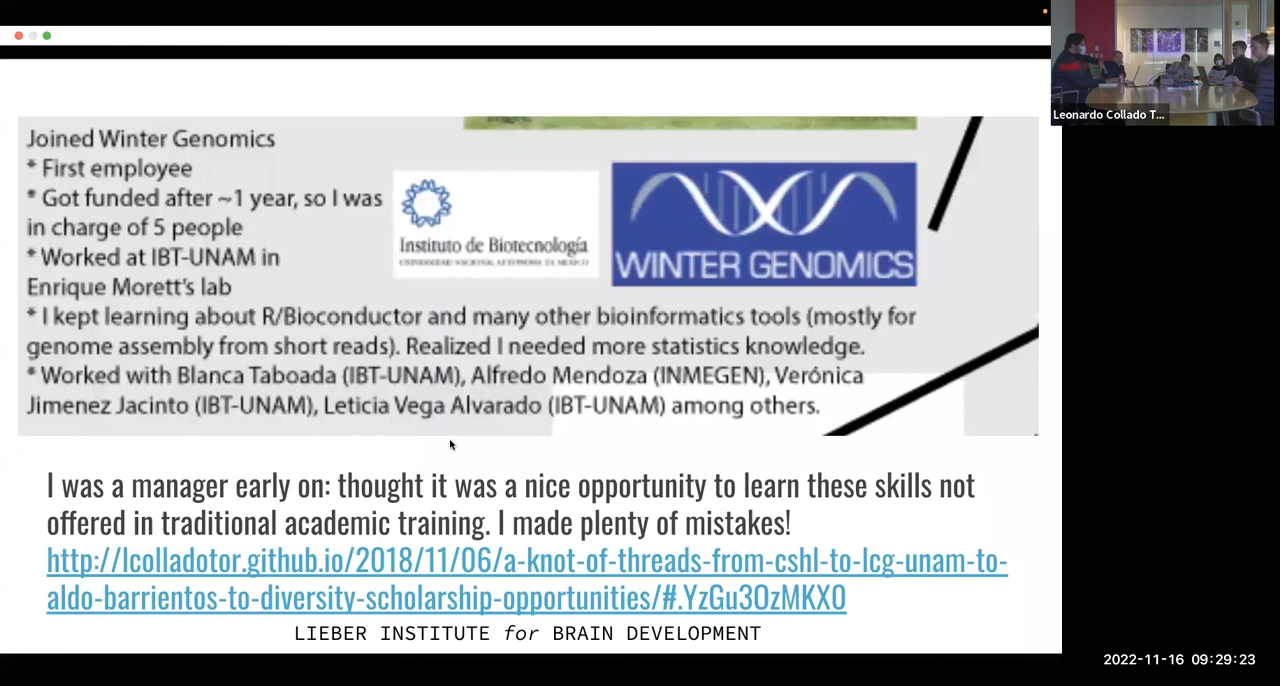 Leonardo Collado T...
Joined Winter Genomics
* First employee
* Got funded after ~1 year, so I was
in charge of 5 people
* Worked at IBT-UNAM in
Enrique Morett's lab
Instituto de Biotecnología
UNIVERSIDAD NACIONAL AUTÓNOMA DE MÉXICO
WINTER GENOMICS
* I kept learning about R/Bioconductor and many other bioinformatics tools (mostly for
genome assembly from short reads). Realized I needed more statistics knowledge.
* Worked with Blanca Taboada (IBT-UNAM), Alfredo Mendoza (INMEGEN), Verónica
Jimenez Jacinto (IBT-UNAM), Leticia Vega Alvarado (IBT-UNAM) among others.
I was a manager early on: thought it was a nice opportunity to learn these skills not
offered in traditional academic training. I made plenty of mistakes!
http://lcolladotor.github.io/2018/11/06/a-knot-of-threads-from-cshl-to-lcg-unam-to-
aldo-barrientos-to-diversity-scholarship-opportunities/#.YzGu3OzMKX0
LIEBER INSTITUTE for BRAIN DEVELOPMENT
2022-11-16 09:29:23